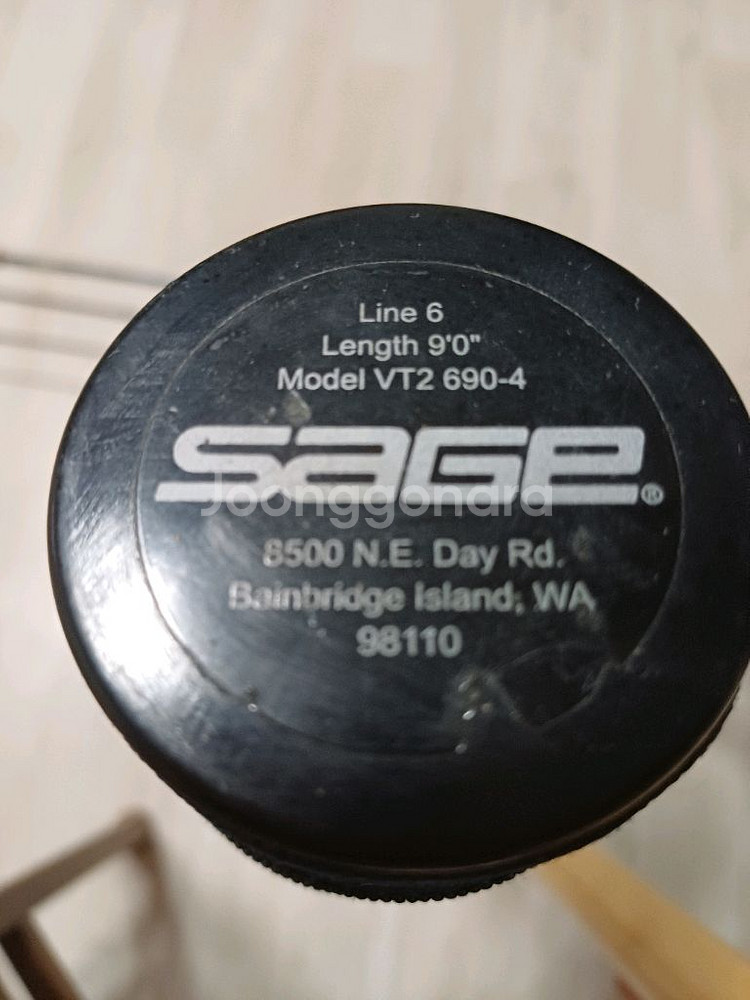 Line 6
Length 9'0"
Model VT2 690-4
sage®
Joonggonara
8500 N.E. Day Rd.
Bainbridge Island, WA
98110